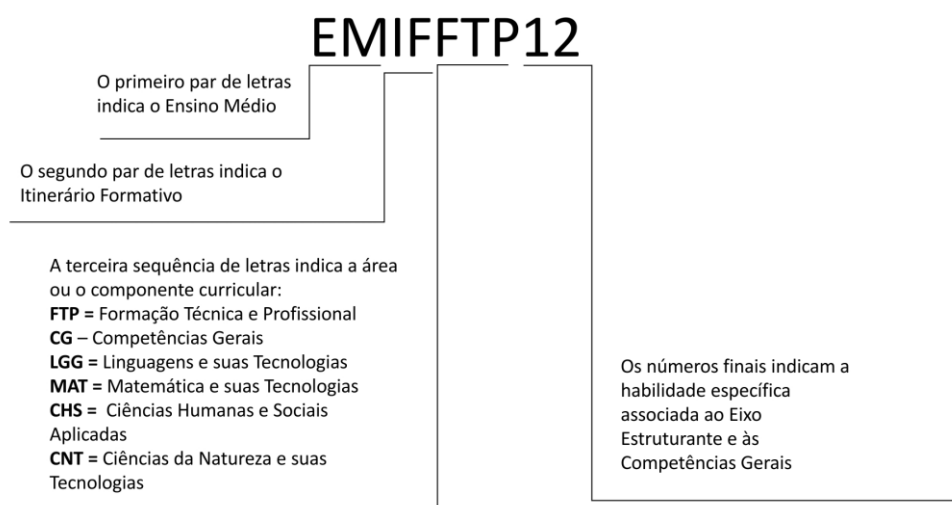 EMIFFTP12
O primeiro par de letras
indica o Ensino Médio
O segundo par de letras indica o
Itinerário Formativo
A terceira sequência de letras indica a área
ou o componente curricular:
FTP = Formação Técnica e Profissional
CG – Competências Gerais
LGG = Linguagens e suas Tecnologias
MAT = Matemática e suas Tecnologias
CHS = Ciências Humanas e Sociais
Aplicadas
CNT = Ciências da Natureza e suas
Tecnologias
Os números finais indicam a
habilidade específica
associada ao Eixo
Estruturante e às
Competências Gerais